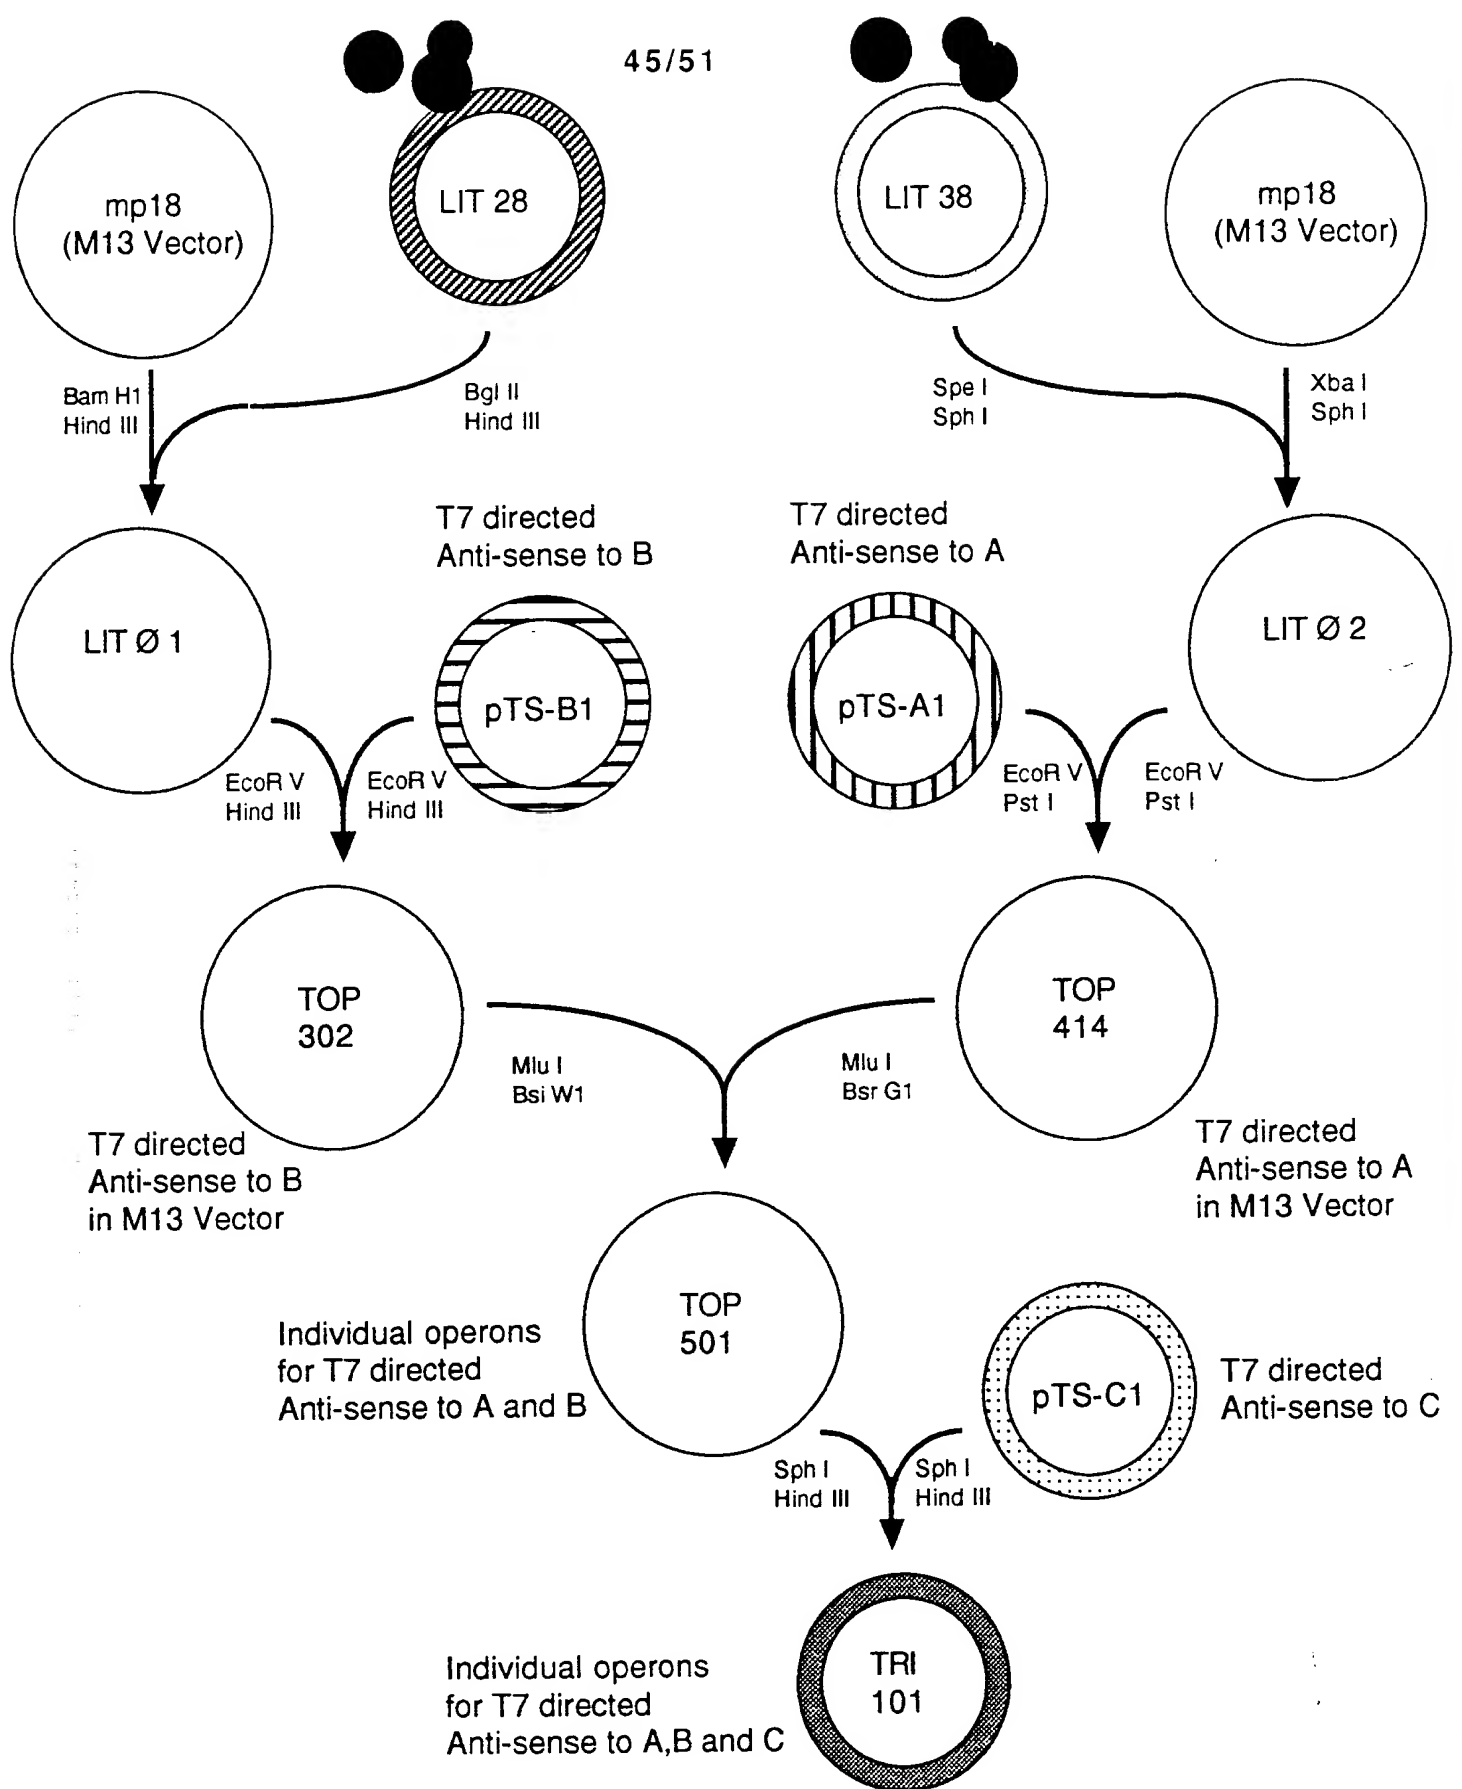 45/51
mp18
(M13 Vector)
LIT 28
LIT 38
mp18
(M13 Vector)
Bam H1
Hind III
Bgl II
Hind III
Spe I
Sph I
Xba I
Sph I
T7 directed
Anti-sense to B
T7 directed
Anti-sense to A
LIT Ø 1
pTS-B1
pTS-A1
LIT Ø 2
EcoR V
Hind III
EcoR V
Hind III
EcoR V
Pst I
EcoR V
Pst I
TOP
302
TOP
414
Mlu I
Bsi W1
Mlu I
Bsr G1
T7 directed
Anti-sense to B
in M13 Vector
T7 directed
Anti-sense to A
in M13 Vector
TOP
501
Individual operons
for T7 directed
Anti-sense to A and B
pTS-C1
T7 directed
Anti-sense to C
Sph I
Hind III
Sph I
Hind III
TRI
101
Individual operons
for T7 directed
Anti-sense to A,B and C